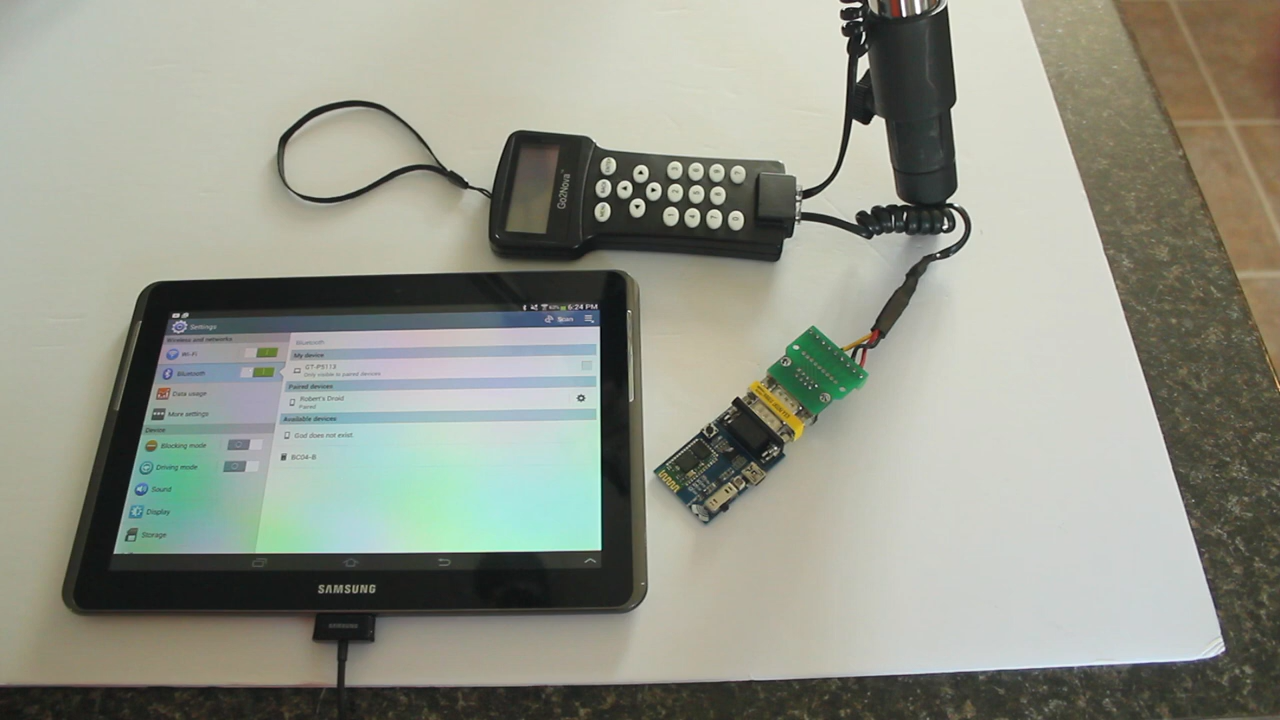 Go2Nova™
6:24 PM
Settings
Scan
Wireless and networks
Wi-Fi
Bluetooth
Data usage
More settings
Device
Blocking mode
Driving mode
Sound
Display
Storage
Bluetooth
My device
GT-P5113
Only visible to paired devices
Paired devices
Robert's Droid
Paired
Available devices
God does not exist.
BC04-B
SAMSUNG
SAMSUNG